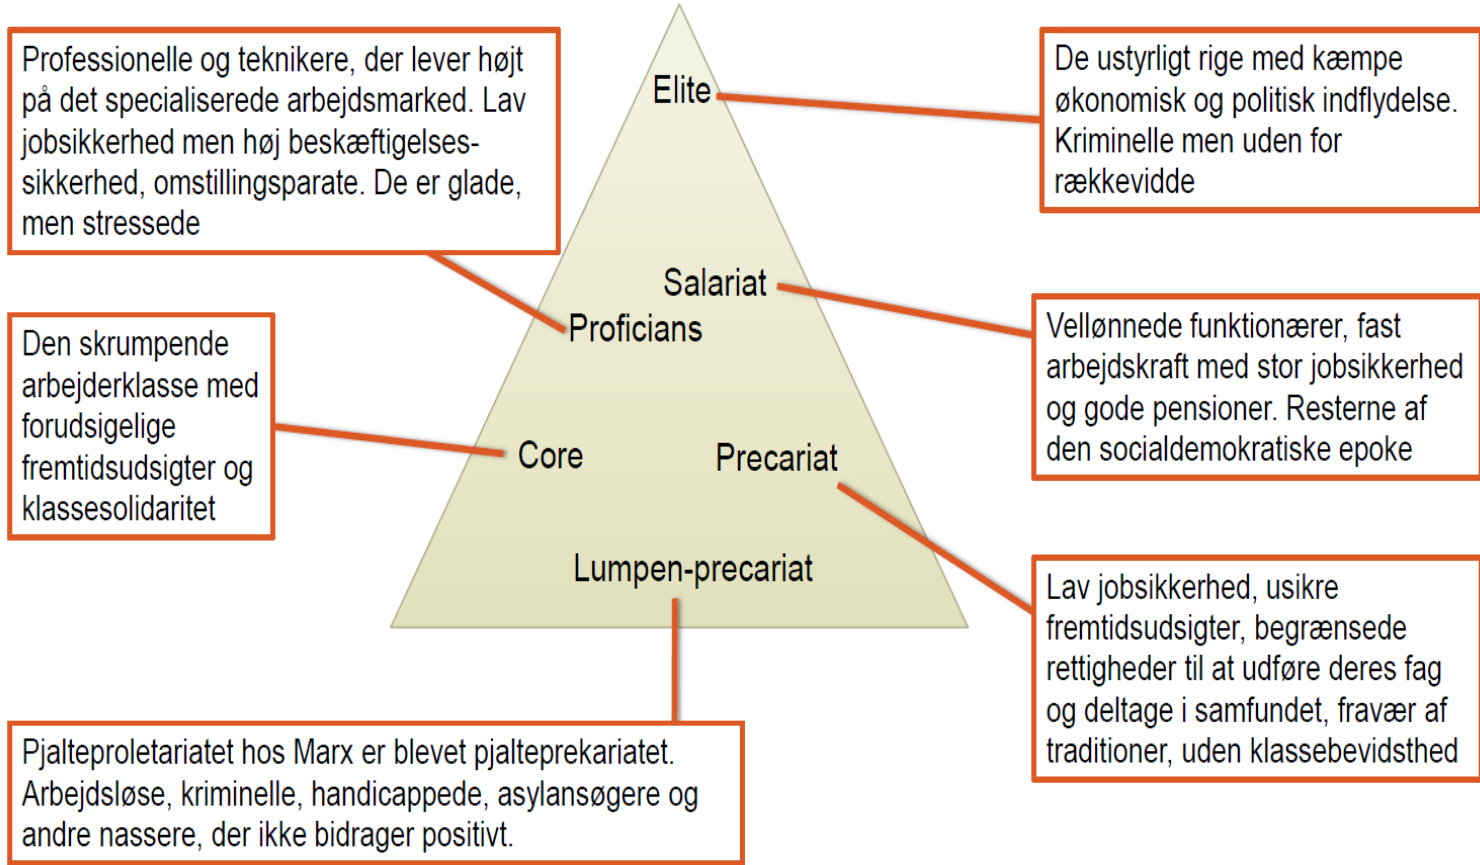 Professionelle og teknikere, der lever højt
på det specialiserede arbejdsmarked. Lav
jobsikkerhed men høj beskæftigelses-
sikkerhed, omstillingsparate. De er glade,
men stressede
Elite
De ustyrligt rige med kæmpe
økonomisk og politisk indflydelse.
Kriminelle men uden for
rækkevidde
Salariat
Proficians
Den skrumpende
arbejderklasse med
forudsigelige
fremtidsudsigter og
klassesolidaritet
Vellønnede funktionærer, fast
arbejdskraft med stor jobsikkerhed
og gode pensioner. Resterne af
den socialdemokratiske epoke
Core
Precariat
Lumpen-precariat
Lav jobsikkerhed, usikre
fremtidsudsigter, begrænsede
rettigheder til at udføre deres fag
og deltage i samfundet, fravær af
traditioner, uden klassebevidsthed
Pjalteproletariatet hos Marx er blevet pjalteprekariatet.
Arbejdsløse, kriminelle, handicappede, asylansøgere og
andre nassere, der ikke bidrager positivt.